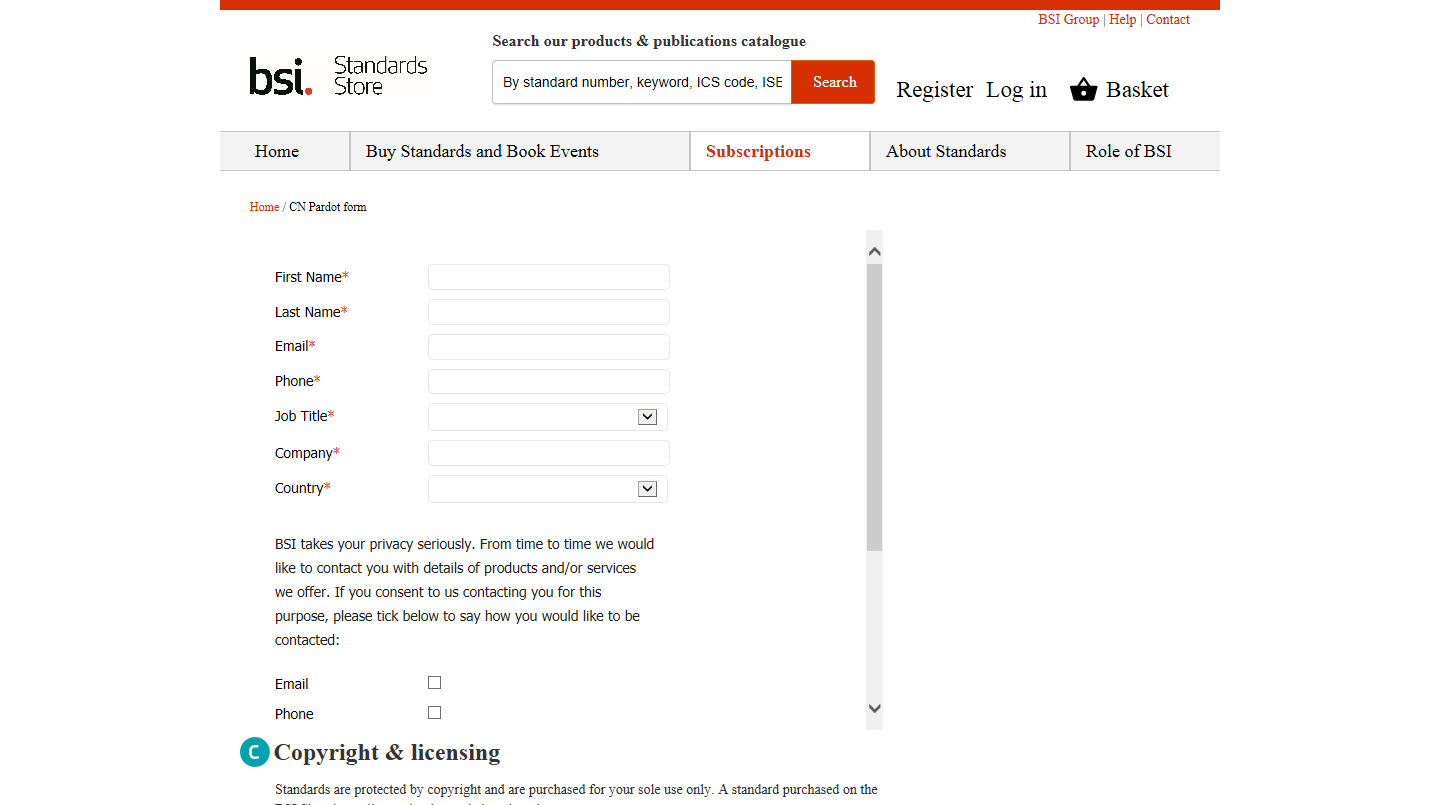 BSI Group | Help | Contact
Search our products & publications catalogue
bsi. Standards Store
By standard number, keyword, ICS code, ISE
Search
Register Log in Basket
Home Buy Standards and Book Events Subscriptions About Standards Role of BSI
Home / CN Pardot form
First Name*
Last Name*
Email*
Phone*
Job Title*
Company*
Country*
BSI takes your privacy seriously. From time to time we would
like to contact you with details of products and/or services
we offer. If you consent to us contacting you for this
purpose, please tick below to say how you would like to be
contacted:
Email
Phone
C Copyright & licensing
Standards are protected by copyright and are purchased for your sole use only. A standard purchased on the